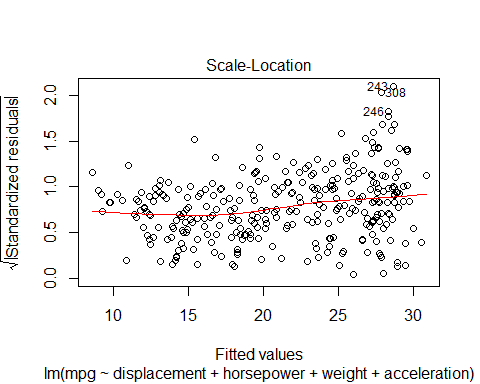 Scale-Location
√|Standardized residuals|
2.0
1.5
1.0
0.5
0.0
243
308
246
10 15 20 25 30
Fitted values
lm(mpg ~ displacement + horsepower + weight + acceleration)